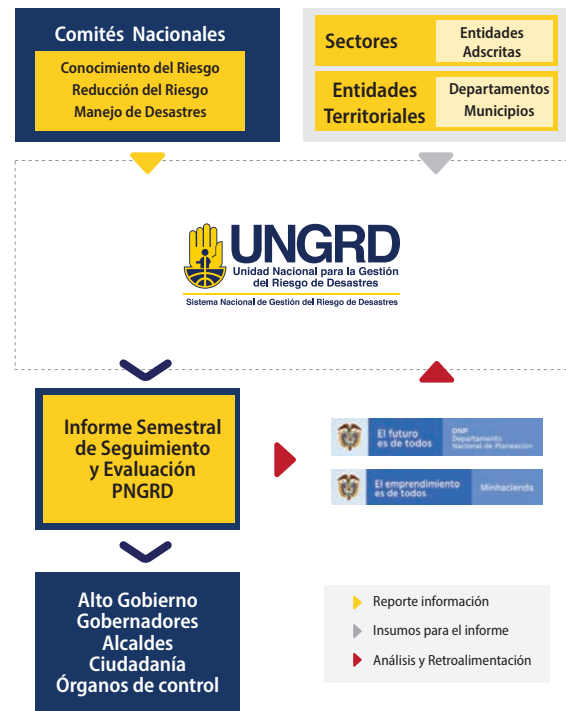 Comités Nacionales
Conocimiento del Riesgo
Reducción del Riesgo
Manejo de Desastres
Sectores
Entidades
Adscritas
Entidades
Territoriales
Departamentos
Municipios
UNGRD
Unidad Nacional para la Gestión
del Riesgo de Desastres
Sistema Nacional de Gestión del Riesgo de Desastres
Informe Semestral
de Seguimiento
y Evaluación
PNGRD
El futuro
es de todos
DNP
Departamento
Nacional de Planeación
El emprendimiento
es de todos
Minhacienda
Alto Gobierno
Gobernadores
Alcaldes
Ciudadanía
Órganos de control
Reporte información
Insumos para el informe
Análisis y Retroalimentación